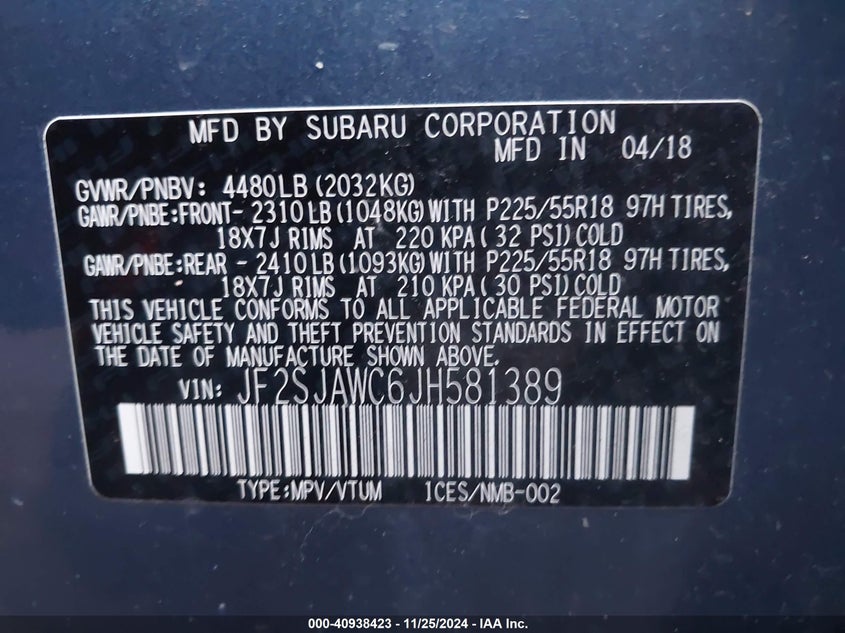 MFD BY SUBARU CORPORATION
MFD IN 04/18
GVWR/PNBV: 4480LB (2032KG)
GAWR/PNBE:FRONT- 2310LB (1048KG) WITH P225/55R18 97H TIRES,
18X7J RIMS AT 220 KPA ( 32 PSI) COLD
GAWR/PNBE:REAR - 2410LB (1093KG) WITH P225/55R18 97H TIRES,
18X7J RIMS AT 210 KPA ( 30 PSI) COLD
THIS VEHICLE CONFORMS TO ALL APPLICABLE FEDERAL MOTOR
VEHICLE SAFETY AND THEFT PREVENTION STANDARDS IN EFFECT ON
THE DATE OF MANUFACTURE SHOWN ABOVE.
VIN: JF2SJAWC6JH581389
TYPE:MPV/VTUM 1CES/NMB-002
000-40938423 - 11/25/2024 - IAA Inc.